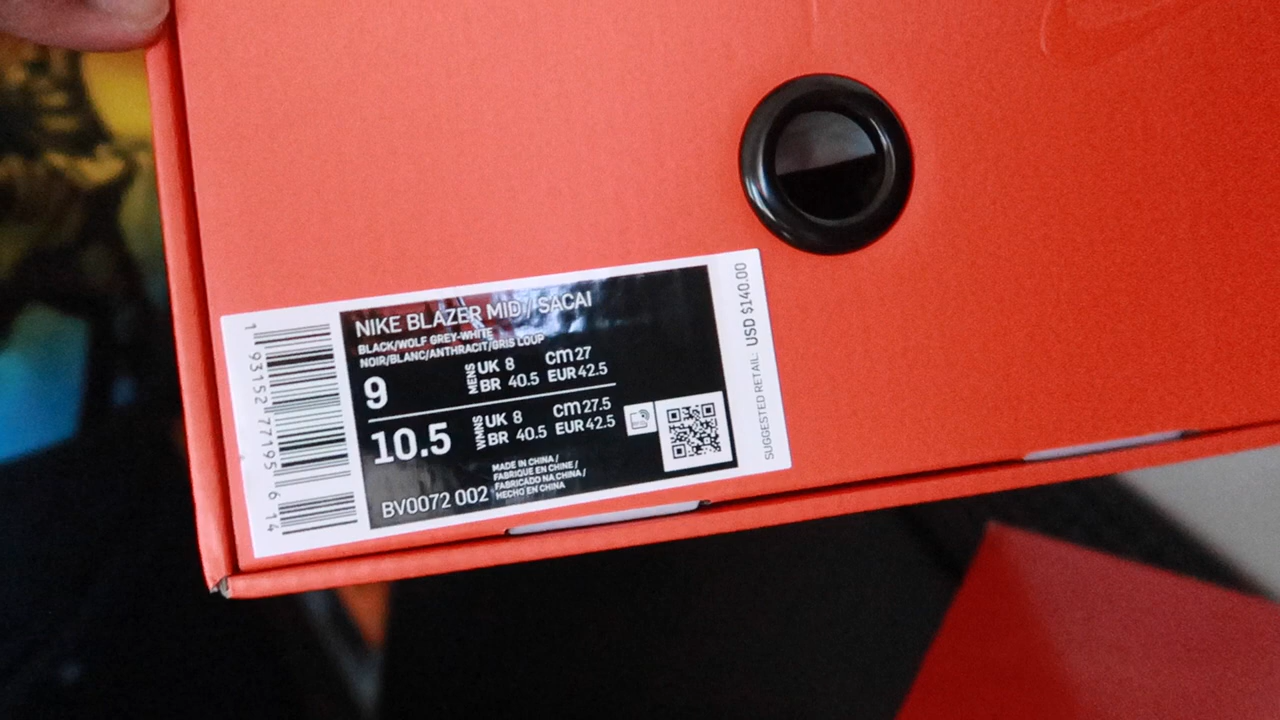 NIKE BLAZER MID / SACAI
BLACK/WOLF GREY-WHITE
NOIR/BLANC/ANTHRACIT/GRIS LOUP
9
MENS
UK 8 cm 27
BR 40.5 EUR 42.5
10.5
WMNS
UK 8 cm 27.5
BR 40.5 EUR 42.5
MADE IN CHINA /
FABRIQUE EN CHINE /
FABRICADO NA CHINA /
HECHO EN CHINA
BV0072 002
1 93152 77195 6 14
SUGGESTED RETAIL: USD $140.00